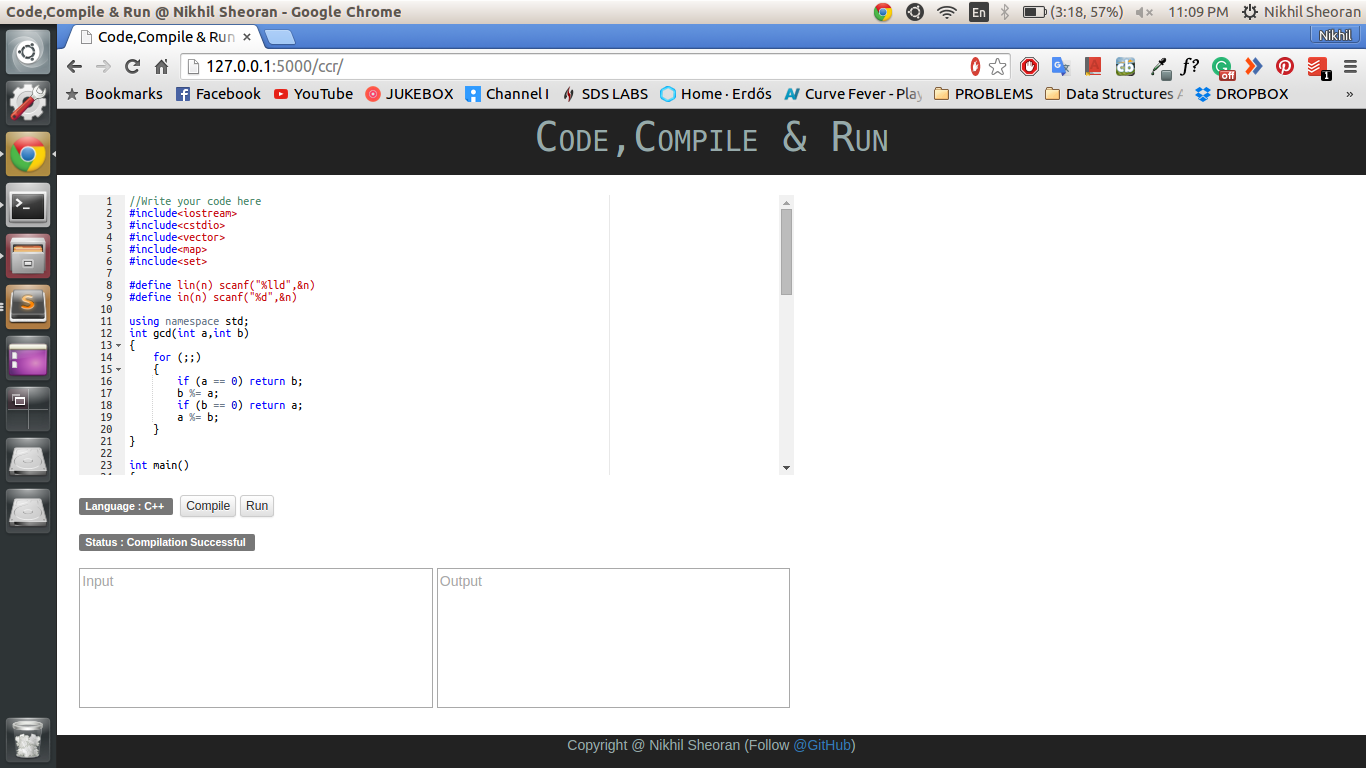 Code,Compile & Run @ Nikhil Sheoran - Google Chrome
En
(3:18, 57%)
11:09 PM
Nikhil Sheoran
Code,Compile & Run
Nikhil
127.0.0.1:5000/ccr/
f?
cb
off
1
Bookmarks
Facebook
YouTube
JUKEBOX
Channel I
SDS LABS
Home · Erdős
Curve Fever - Play
PROBLEMS
Data Structures
DROPBOX
»
Code,Compile & Run
1 //Write your code here
2 #include<iostream>
3 #include<cstdio>
4 #include<vector>
5 #include<map>
6 #include<set>
7
8 #define lin(n) scanf("%lld",&n)
9 #define in(n) scanf("%d",&n)
10
11 using namespace std;
12 int gcd(int a,int b)
13 {
14 for (;;)
15 {
16 if (a == 0) return b;
17 b %= a;
18 if (b == 0) return a;
19 a %= b;
20 }
21 }
22
23 int main()
Language : C++
Compile
Run
Status : Compilation Successful
Input
Output
Copyright @ Nikhil Sheoran (Follow @GitHub)